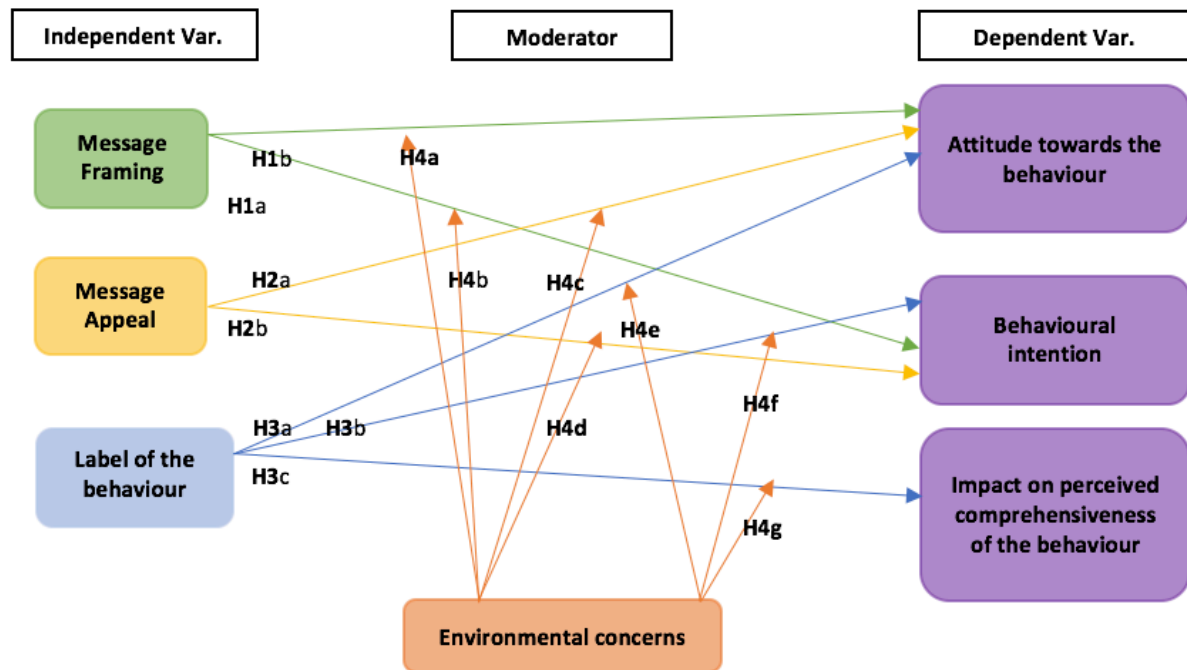 Independent Var.
Moderator
Dependent Var.
Message
Framing
H1b
H4a
Attitude towards the
behaviour
H1a
Message
Appeal
H2a
H4b
H4c
H2b
H4e
Behavioural
intention
H3a
H3b
H4d
H4f
Label of the
behaviour
H3c
H4g
Impact on perceived
comprehensiveness
of the behaviour
Environmental concerns